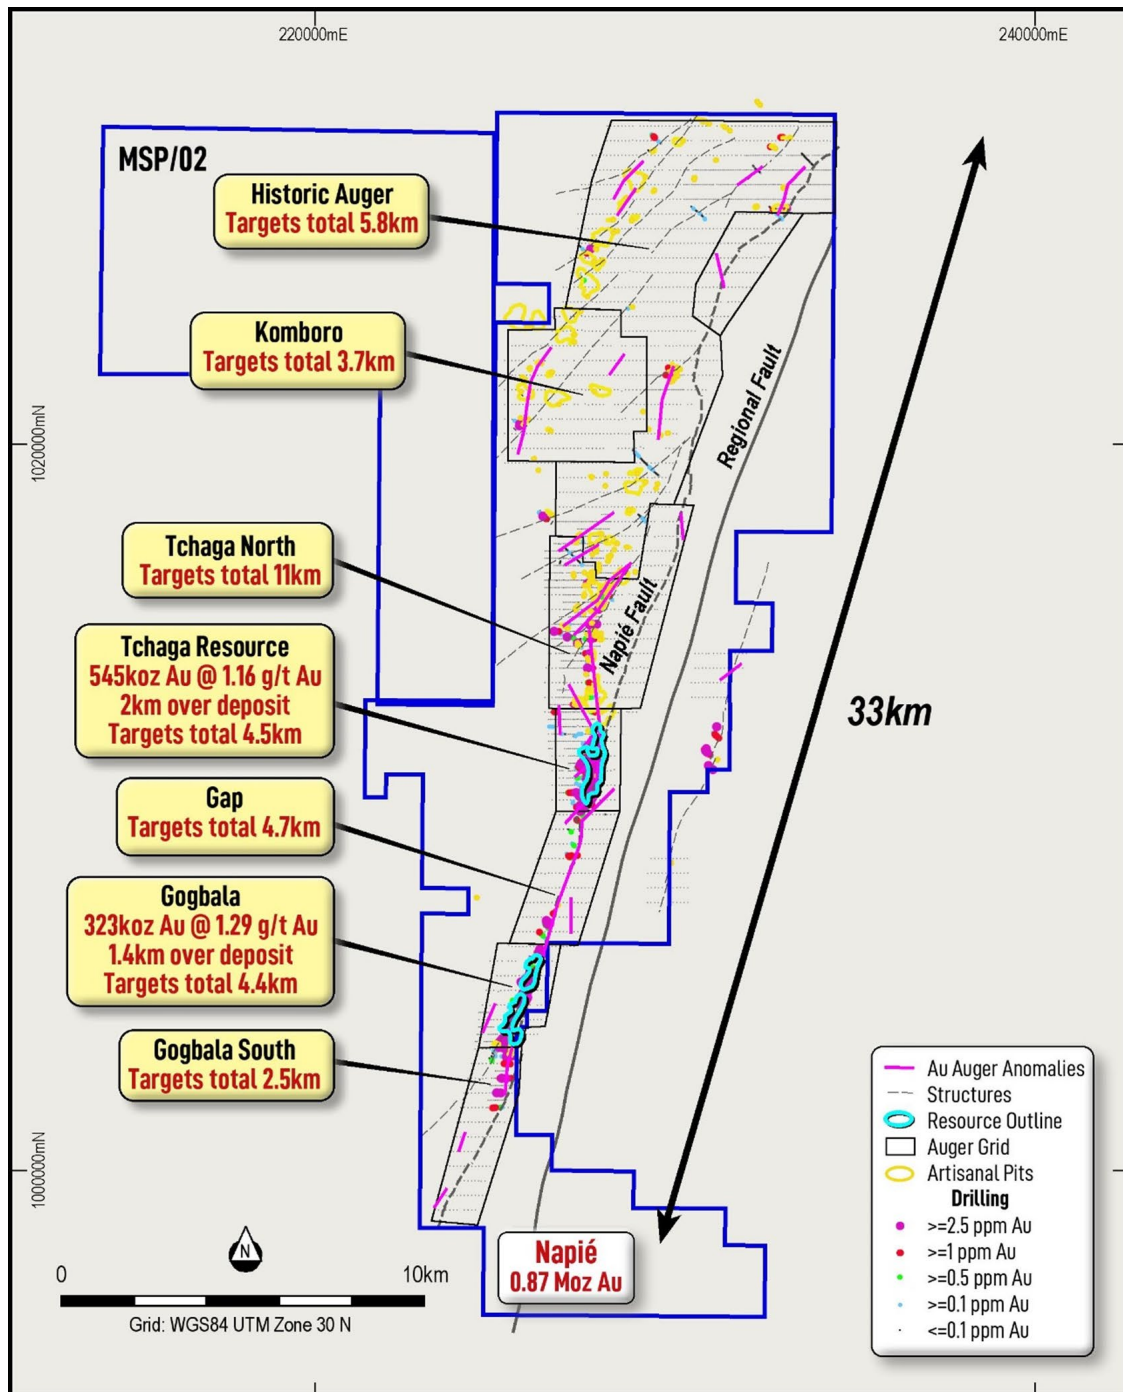 220000mE
240000mE
MSP/02
Historic Auger
Targets total 5.8km
Komboro
Targets total 3.7km
1020000mN
Regional Fault
Tchaga North
Targets total 11km
Napié Fault
Tchaga Resource
545koz Au @ 1.16 g/t Au
2km over deposit
Targets total 4.5km
33km
Gap
Targets total 4.7km
Gogbala
323koz Au @ 1.29 g/t Au
1.4km over deposit
Targets total 4.4km
Gogbala South
Targets total 2.5km
1000000mN
Au Auger Anomalies
Structures
Resource Outline
Auger Grid
Artisanal Pits
Drilling
>=2.5 ppm Au
>=1 ppm Au
>=0.5 ppm Au
>=0.1 ppm Au
<=0.1 ppm Au
N
Napié
0.87 Moz Au
0
10km
Grid: WGS84 UTM Zone 30 N